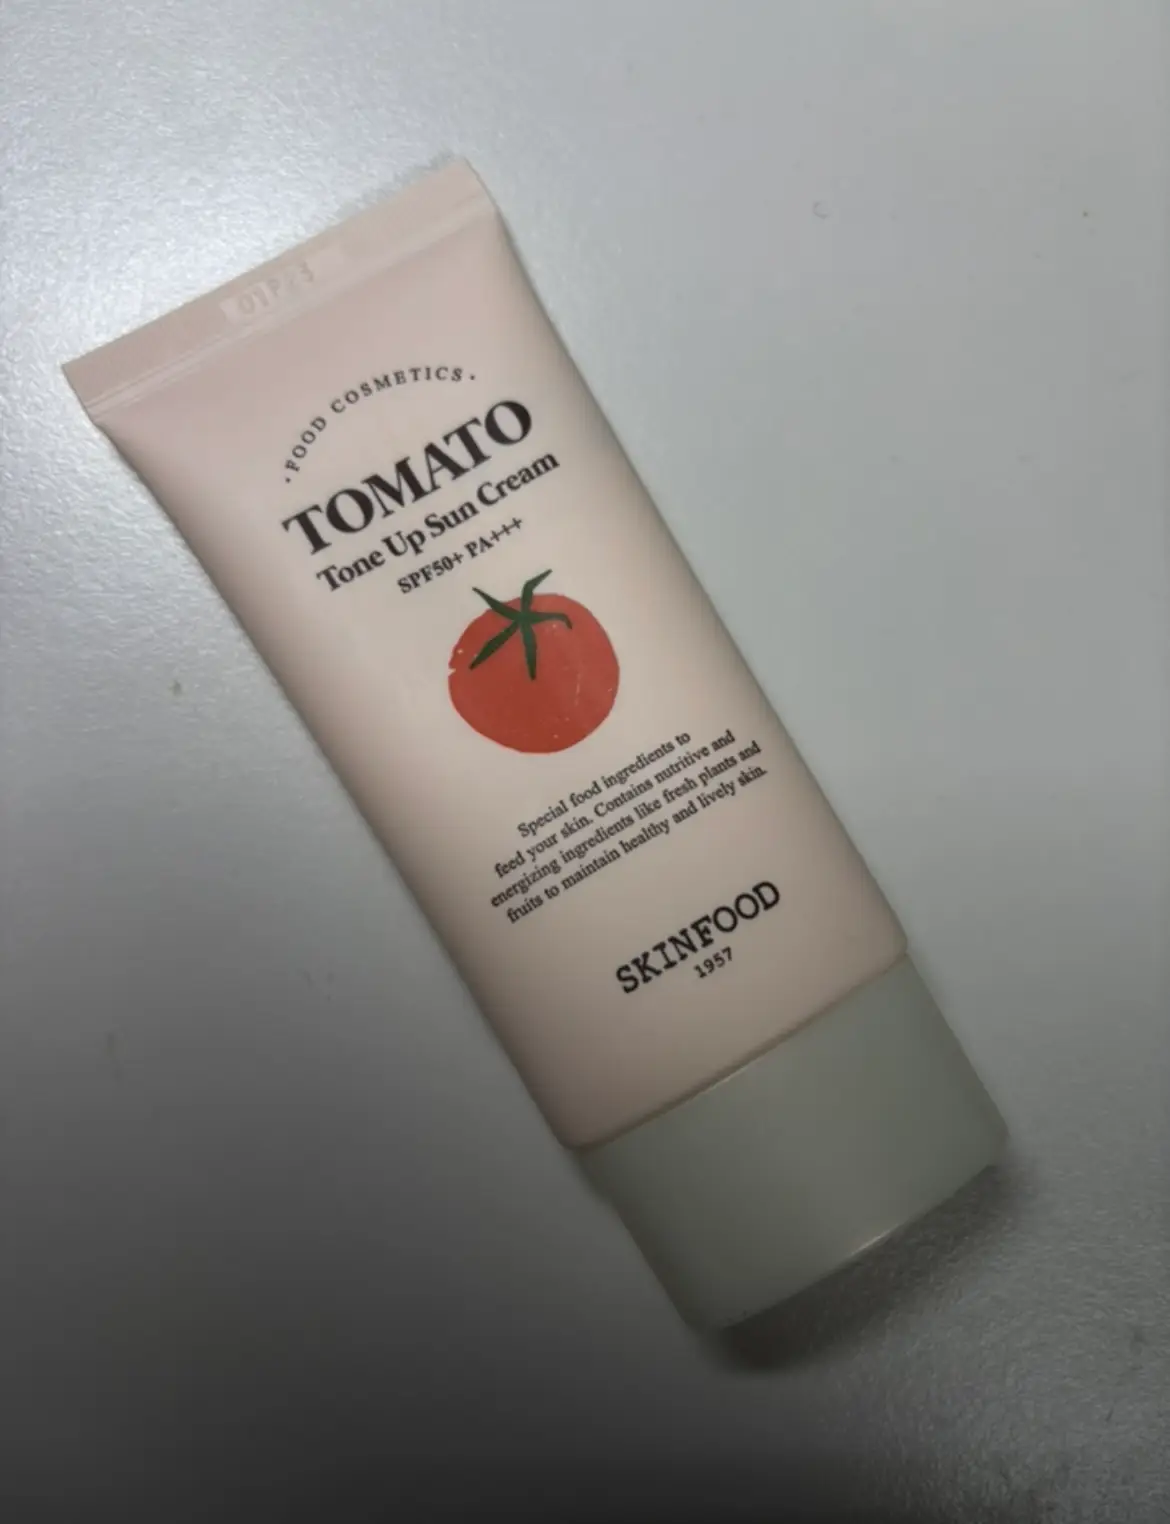 · FOOD COSMETICS ·
TOMATO
Tone Up Sun Cream
SPF50+ PA+++
Special food ingredients to
feed your skin. Contains nutritive and
energizing ingredients like fresh plants and
fruits to maintain healthy and lively skin.
SKINFOOD
1957